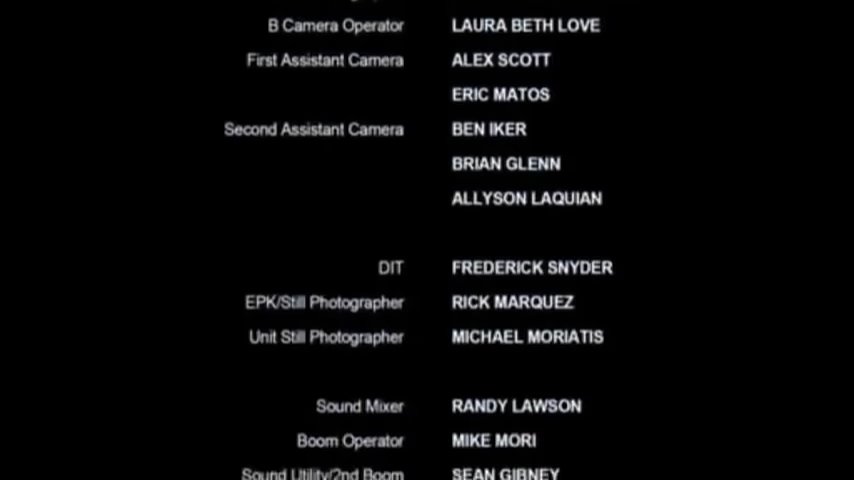 B Camera Operator LAURA BETH LOVE
First Assistant Camera ALEX SCOTT
ERIC MATOS
Second Assistant Camera BEN IKER
BRIAN GLENN
ALLYSON LAQUIAN
DIT FREDERICK SNYDER
EPK/Still Photographer RICK MARQUEZ
Unit Still Photographer MICHAEL MORIATIS
Sound Mixer RANDY LAWSON
Boom Operator MIKE MORI
Sound Utility/2nd Boom SEAN GIBNEY